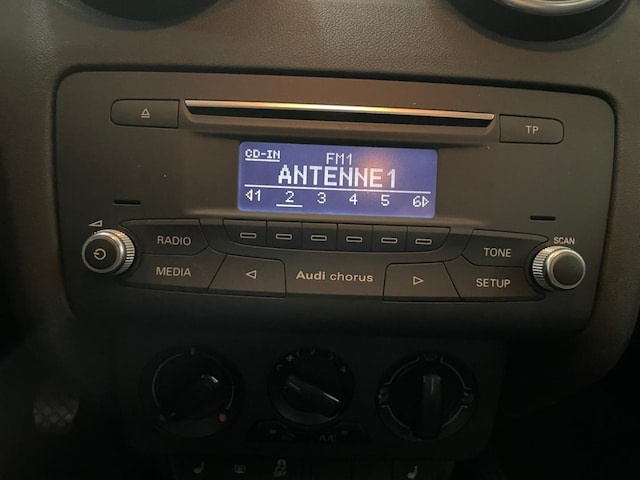 TP
CD-IN FM1
ANTENNE1
1 2 3 4 5 6
RADIO
TONE
SCAN
MEDIA
Audi chorus
SETUP
A/C